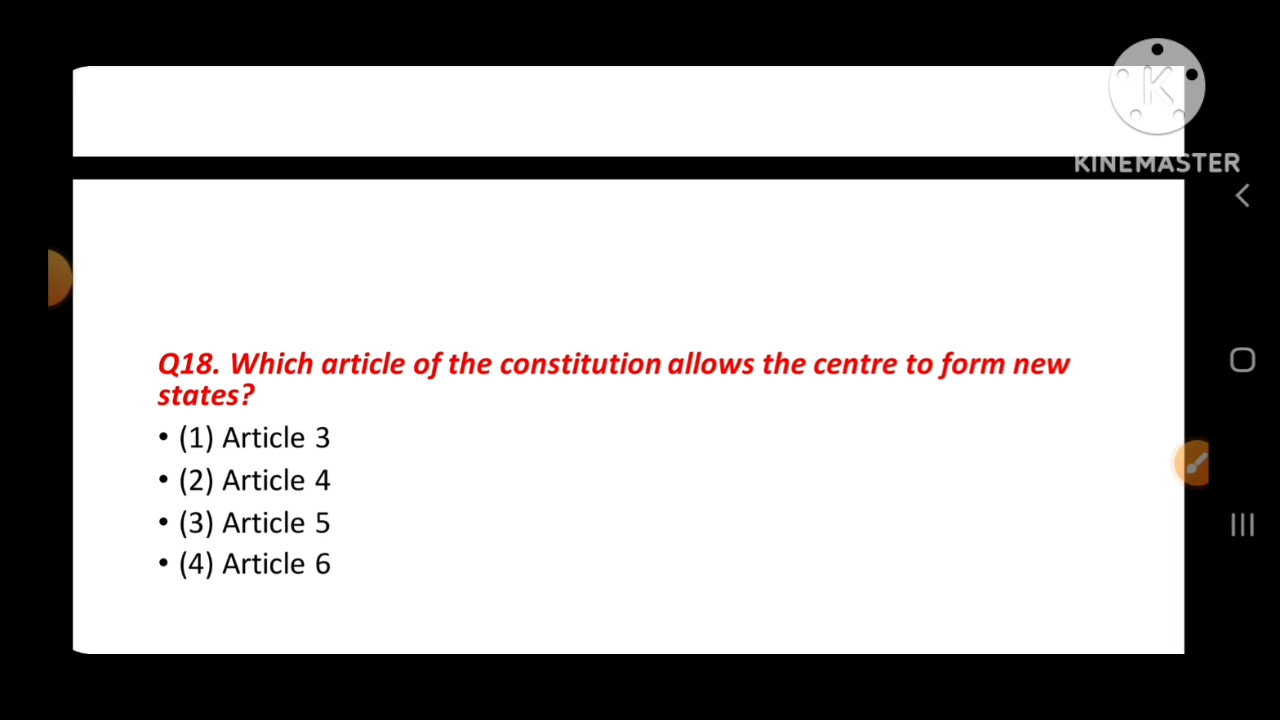 KINEMASTER
Q18. Which article of the constitution allows the centre to form new
states?
• (1) Article 3
• (2) Article 4
• (3) Article 5
• (4) Article 6